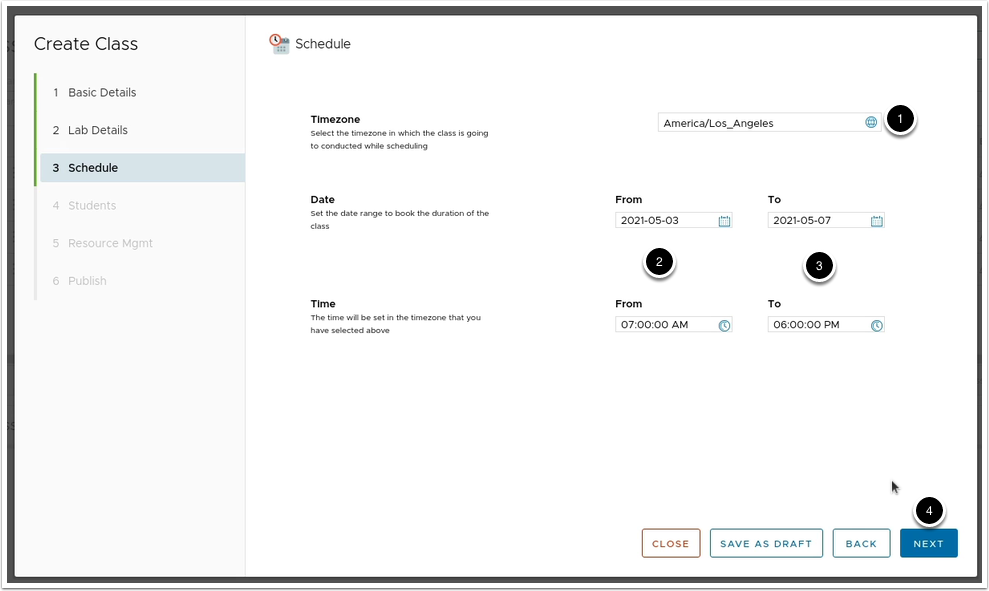 Create Class
1 Basic Details
2 Lab Details
3 Schedule
4 Students
5 Resource Mgmt
6 Publish
Schedule
Timezone
Select the timezone in which the class is going
to conducted while scheduling
America/Los_Angeles
1
Date
Set the date range to book the duration of the
class
From
To
2021-05-03
2021-05-07
2
3
Time
The time will be set in the timezone that you
have selected above
From
To
07:00:00 AM
06:00:00 PM
4
CLOSE
SAVE AS DRAFT
BACK
NEXT